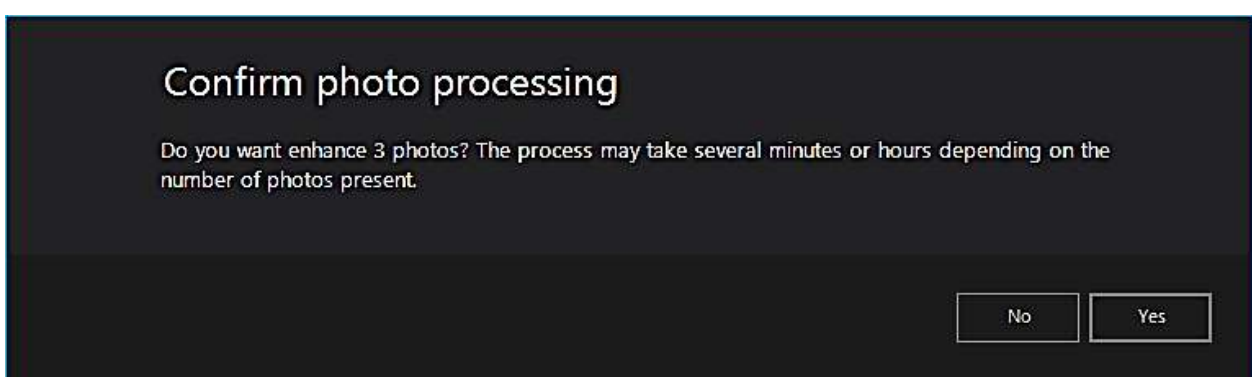 Confirm photo processing
Do you want enhance 3 photos? The process may take several minutes or hours depending on the
number of photos present.
No
Yes